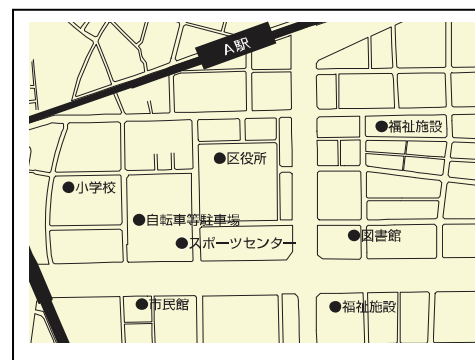 A駅
●福祉施設
●区役所
●小学校
●自転車等駐車場
●スポーツセンター
●図書館
●市民館
●福祉施設